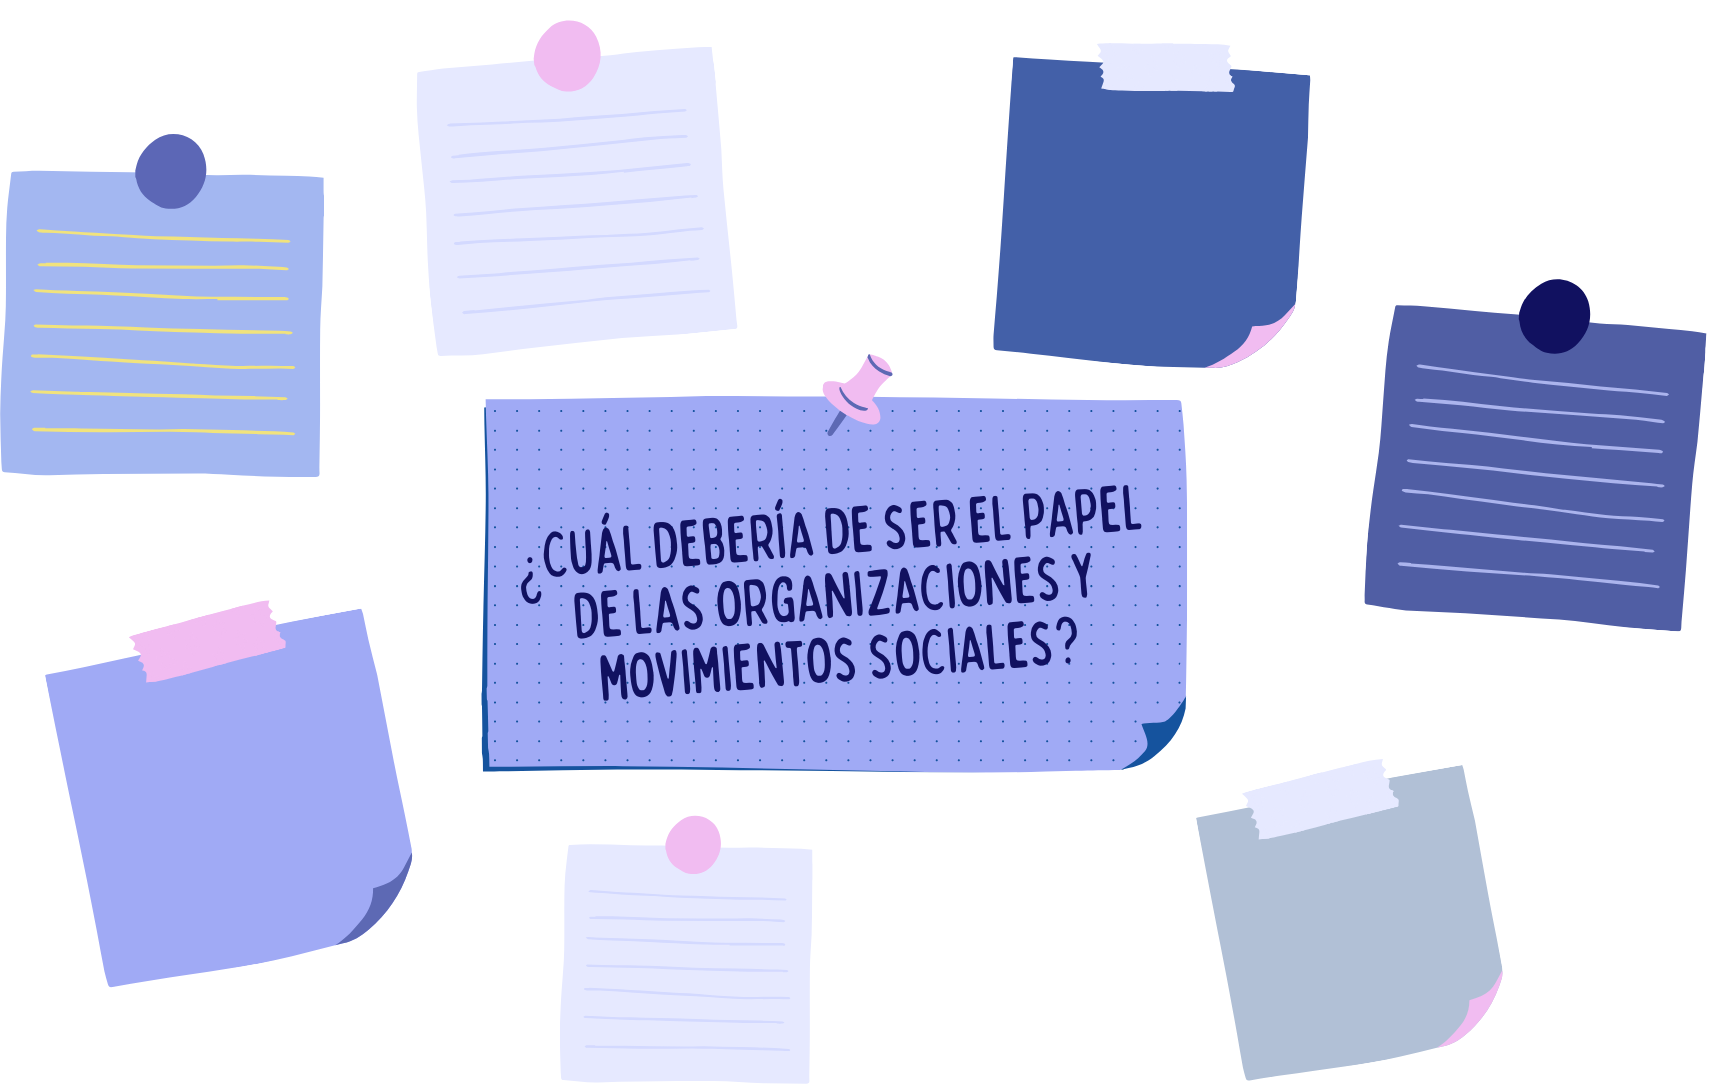 ¿CUÁL DEBERÍA DE SER EL PAPEL
DE LAS ORGANIZACIONES Y
MOVIMIENTOS SOCIALES?